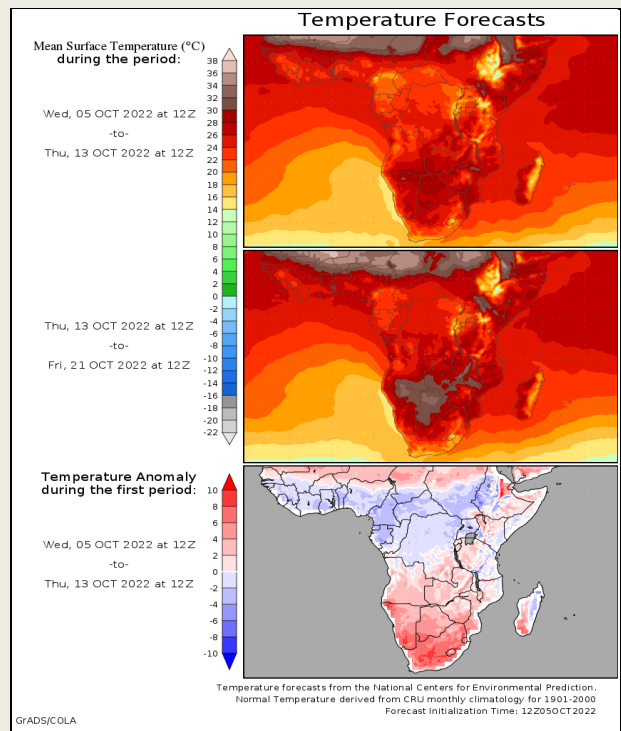 Temperature Forecasts
Mean Surface Temperature (°C)
during the period:
Wed, 05 OCT 2022 at 12Z
-to-
Thu, 13 OCT 2022 at 12Z
38
36
34
32
30
28
26
24
22
20
18
16
14
12
10
8
6
4
2
0
-2
-4
-6
-8
-10
-12
-14
-16
-18
-20
-22
Thu, 13 OCT 2022 at 12Z
-to-
Fri, 21 OCT 2022 at 12Z
Temperature Anomaly
during the first period:
Wed, 05 OCT 2022 at 12Z
-to-
Thu, 13 OCT 2022 at 12Z
10
8
6
4
2
0
-2
-4
-6
-8
-10
Temperature forecasts from the National Centers for Environmental Prediction.
Normal Temperature derived from CRU monthly climatology for 1901-2000
Forecast Initialization Time: 12Z05OCT2022
GrADS/COLA